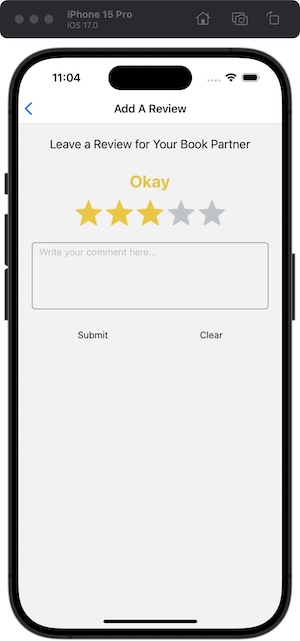 iPhone 15 Pro
iOS 17.0
11:04
Add A Review
Leave a Review for Your Book Partner
Okay
Write your comment here...
Submit
Clear